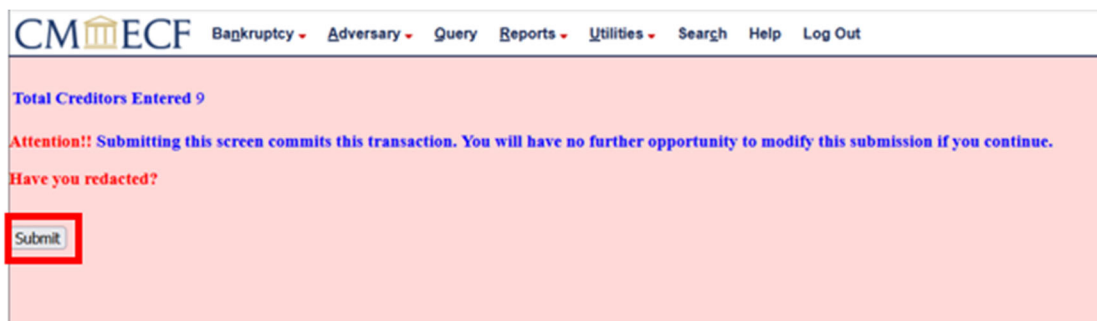 CM ECF Bankruptcy Adversary Query Reports Utilities Search Help Log Out
Total Creditors Entered 9
Attention!! Submitting this screen commits this transaction. You will have no further opportunity to modify this submission if you continue.
Have you redacted?
Submit